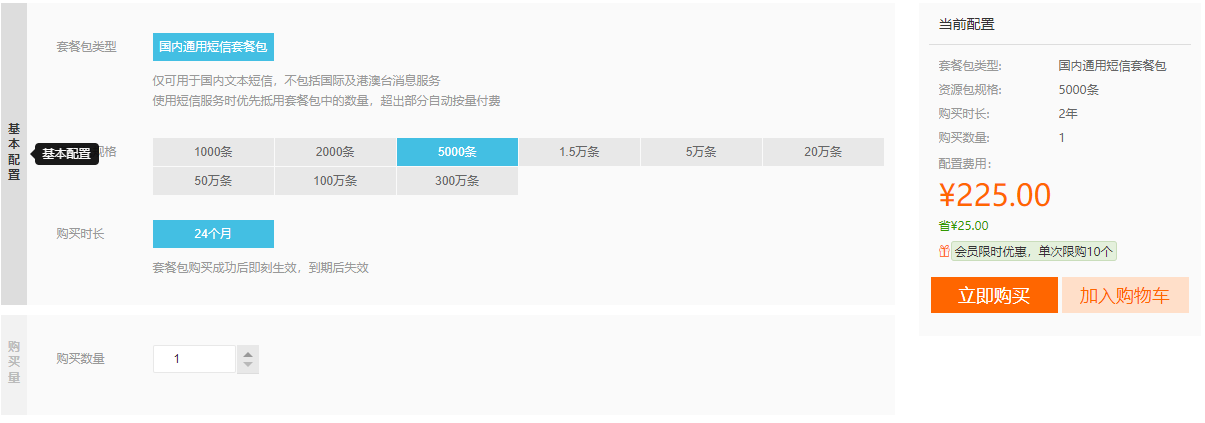 基本配置
基本配置
套餐包类型
国内通用短信套餐包
仅可用于国内文本短信，不包括国际及港澳台消息服务
使用短信服务时优先抵用套餐包中的数量，超出部分自动按量付费
规格
1000条 2000条 5000条 1.5万条 5万条 20万条
50万条 100万条 300万条
购买时长
24个月
套餐包购买成功后即刻生效，到期后失效
购买量
购买数量
1
当前配置
套餐包类型: 国内通用短信套餐包
资源包规格: 5000条
购买时长: 2年
购买数量: 1
配置费用:
¥225.00
省¥25.00
会员限时优惠，单次限购10个
立即购买 加入购物车